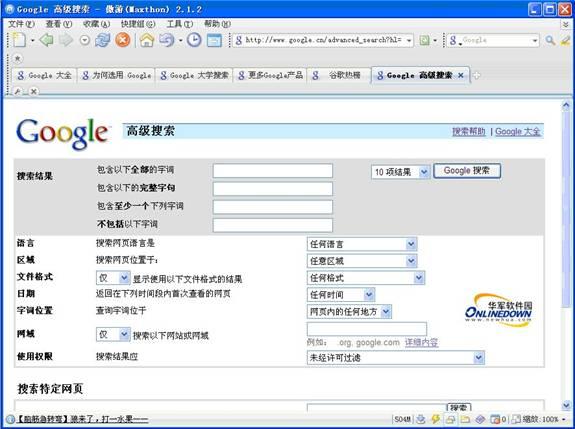 Google 高级搜索 - 傲游(Maxthon) 2.1.2
文件(F) 查看(V) 收藏(A) 快捷组(G) 工具(T) 帮助(H)
http://www.google.cn/advanced_search?hl= Google
Google 大全 为何选用 Google Google 大学搜索 更多Google产品 谷歌热榜 Google 高级搜索
Google 高级搜索 搜索帮助 | Google 大全
搜索结果 包含以下全部的字词 10 项结果 Google 搜索
包含以下的完整字句
包含至少一个下列字词
不包括以下字词
语言 搜索网页语言是 任何语言
区域 搜索网页位置于: 任意区域
文件格式 仅 显示使用以下文件格式的结果 任何格式
日期 返回在下列时间段内首次查看的网页 任何时间
字词位置 查询字词位于 网页内的任何地方
华军软件园
ONLINEDOWN
www.newhua.com
网域 仅 搜索以下网站或网域
例如: .org, google.com 详细内容
使用权限 搜索结果应 未经许可过滤
搜索特定网页
搜索
【脑筋急转弯】狼来了，打一水果一一 504M 0 缩放: 100%